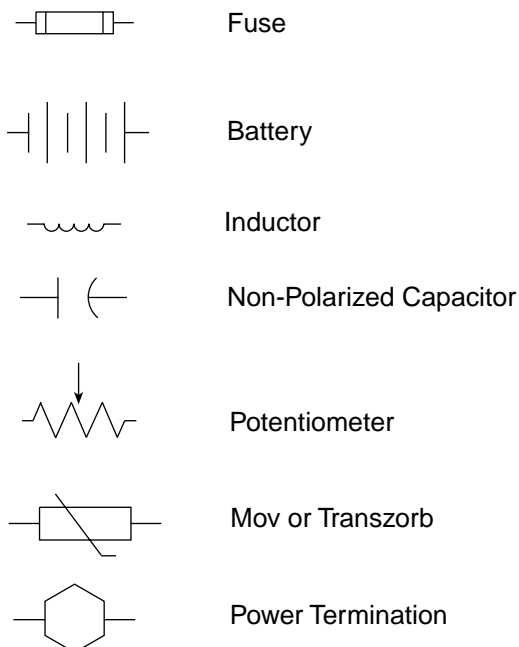 Fuse
Battery
Inductor
Non-Polarized Capacitor
Potentiometer
Mov or Transzorb
Power Termination